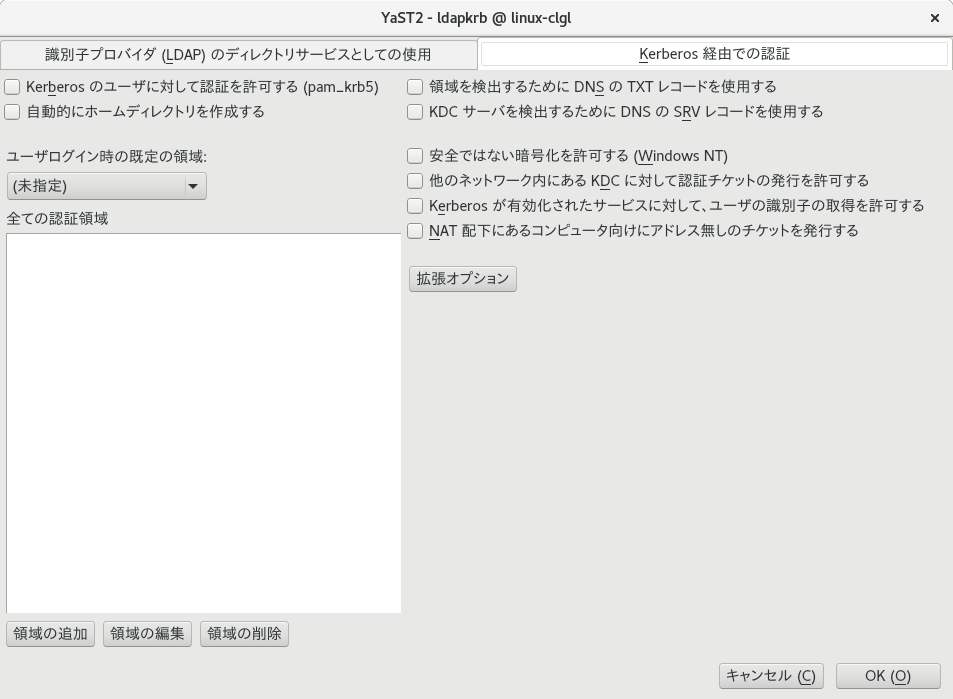 YaST2 - ldapkrb @ linux-clgl
×
識別子プロバイダ (LDAP) のディレクトリサービスとしての使用
Kerberos 経由での認証
Kerberos のユーザに対して認証を許可する (pam_krb5)
自動的にホームディレクトリを作成する
ユーザログイン時の既定の領域:
(未指定)
全ての認証領域
領域の追加
領域の編集
領域の削除
領域を検出するために DNS の TXT レコードを使用する
KDC サーバを検出するために DNS の SRV レコードを使用する
安全ではない暗号化を許可する (Windows NT)
他のネットワーク内にある KDC に対して認証チケットの発行を許可する
Kerberos が有効化されたサービスに対して、ユーザの識別子の取得を許可する
NAT 配下にあるコンピュータ向けにアドレス無しのチケットを発行する
拡張オプション
キャンセル (C)
OK (O)